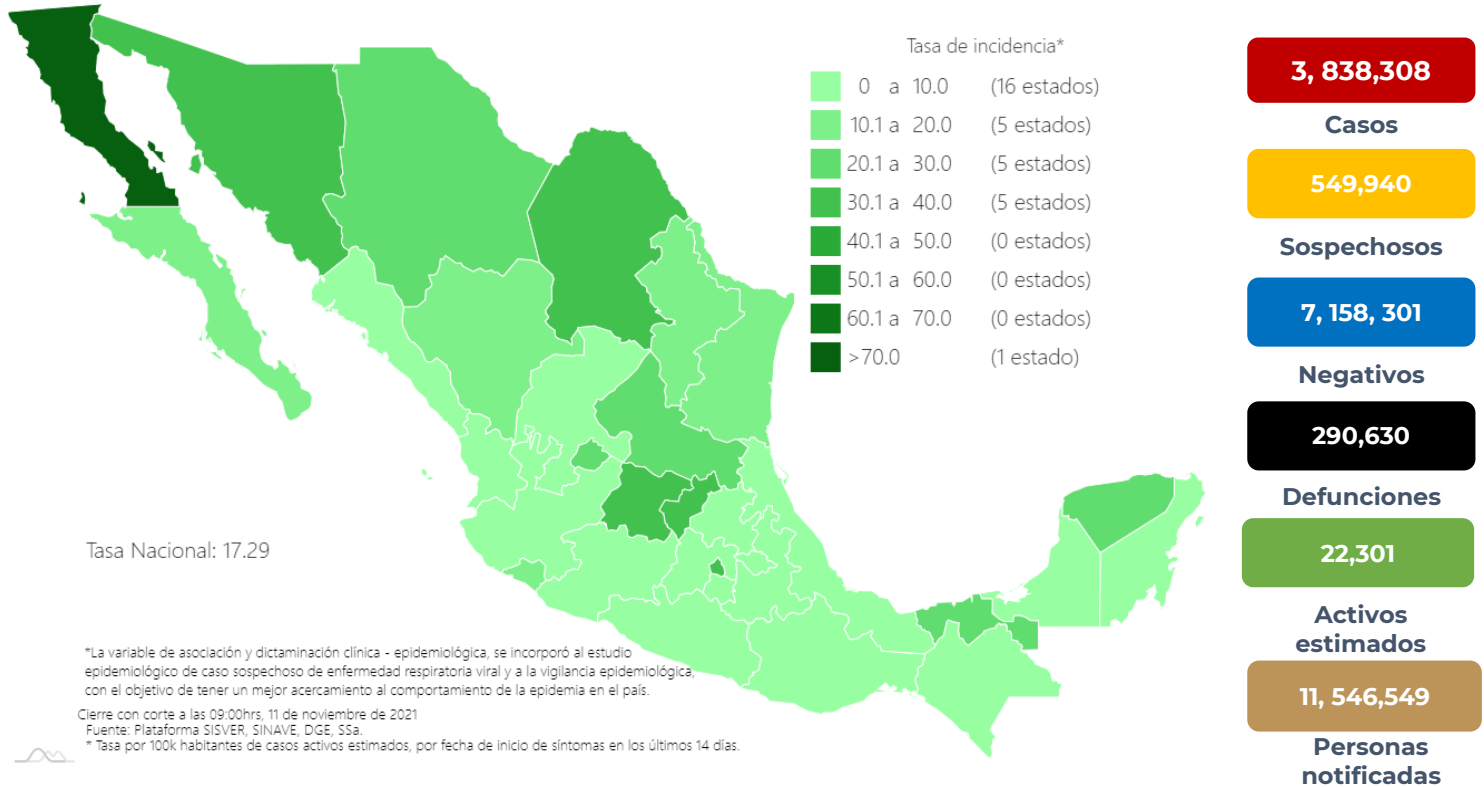 Tasa de incidencia*
0 a 10.0 (16 estados)
10.1 a 20.0 (5 estados)
20.1 a 30.0 (5 estados)
30.1 a 40.0 (5 estados)
40.1 a 50.0 (0 estados)
50.1 a 60.0 (0 estados)
60.1 a 70.0 (0 estados)
>70.0 (1 estado)
Tasa Nacional: 17.29
*La variable de asociación y dictaminación clínica - epidemiológica, se incorporó al estudio
epidemiológico de caso sospechoso de enfermedad respiratoria viral y a la vigilancia epidemiológica,
con el objetivo de tener un mejor acercamiento al comportamiento de la epidemia en el país.
Cierre con corte a las 09:00hrs, 11 de noviembre de 2021
Fuente: Plataforma SISVER, SINAVE, DGE, SSa.
* Tasa por 100k habitantes de casos activos estimados, por fecha de inicio de síntomas en los últimos 14 días.
3, 838,308
Casos
549,940
Sospechosos
7, 158, 301
Negativos
290,630
Defunciones
22,301
Activos
estimados
11, 546,549
Personas
notificadas